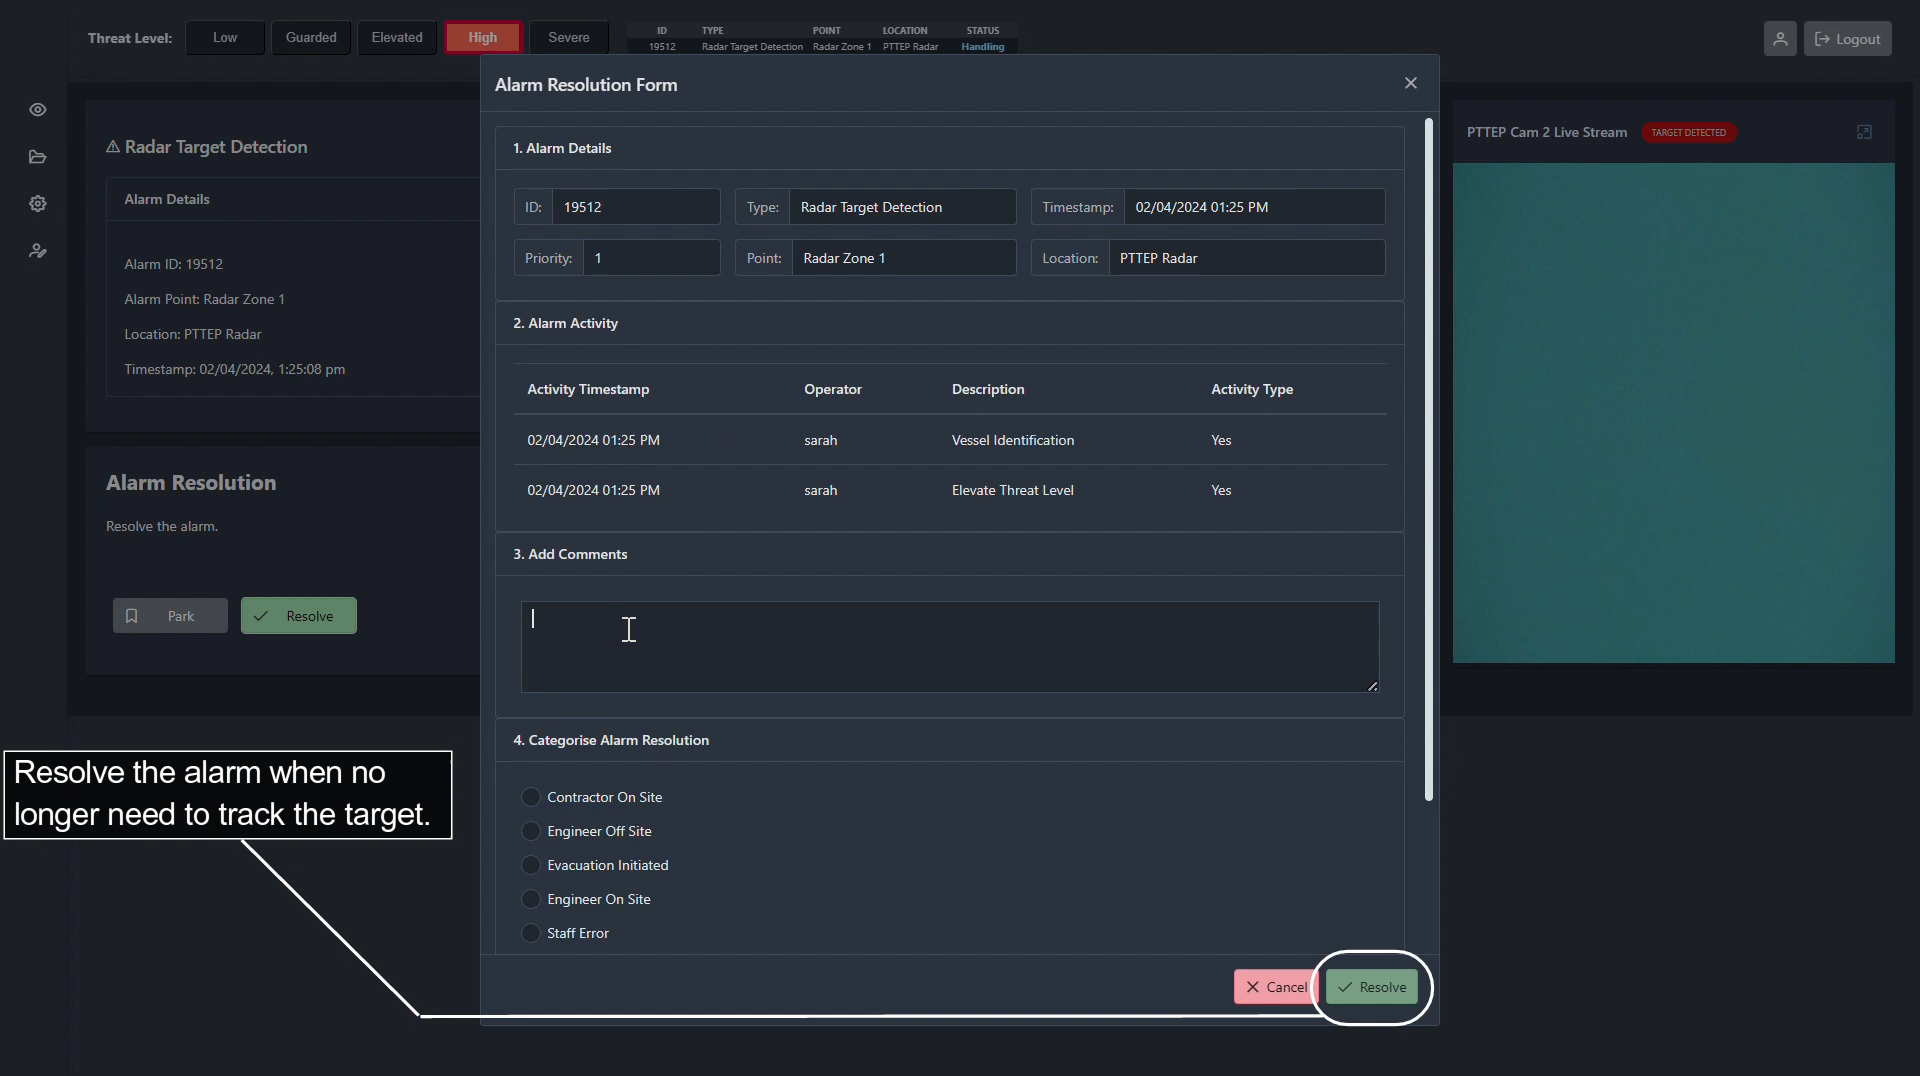 Threat Level: Low Guarded Elevated High Severe
ID TYPE POINT LOCATION STATUS
19512 Radar Target Detection Radar Zone 1 PTTEP Radar Handling
Logout
Alarm Resolution Form
Radar Target Detection
Alarm Details
Alarm ID: 19512
Alarm Point: Radar Zone 1
Location: PTTEP Radar
Timestamp: 02/04/2024, 1:25:08 pm
Alarm Resolution
Resolve the alarm.
Park Resolve
1. Alarm Details
ID: 19512 Type: Radar Target Detection Timestamp: 02/04/2024 01:25 PM
Priority: 1 Point: Radar Zone 1 Location: PTTEP Radar
2. Alarm Activity
Activity Timestamp Operator Description Activity Type
02/04/2024 01:25 PM sarah Vessel Identification Yes
02/04/2024 01:25 PM sarah Elevate Threat Level Yes
3. Add Comments
4. Categorise Alarm Resolution
Contractor On Site
Engineer Off Site
Evacuation Initiated
Engineer On Site
Staff Error
Cancel Resolve
PTTEP Cam 2 Live Stream TARGET DETECTED
Resolve the alarm when no
longer need to track the target.